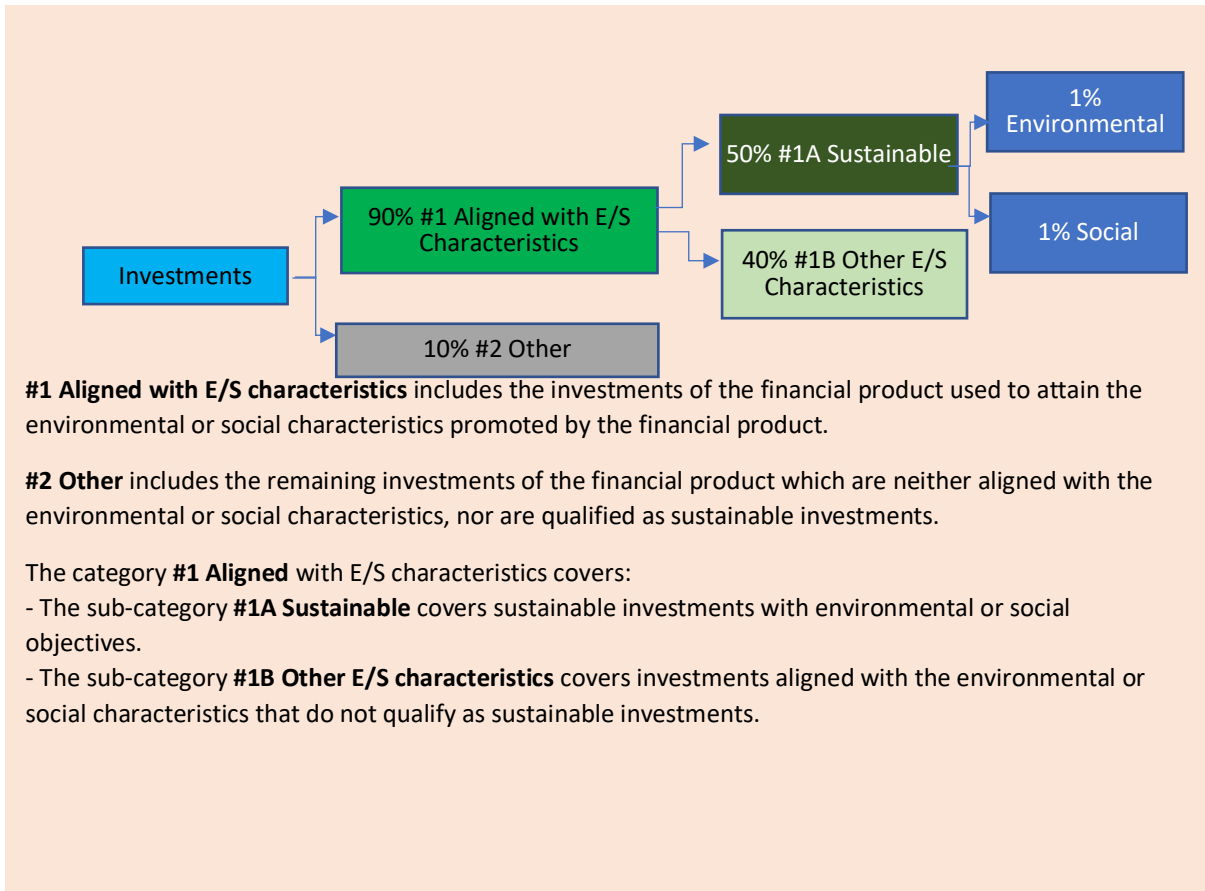 1%
Environmental
50% #1A Sustainable
90% #1 Aligned with E/S
Characteristics
1% Social
Investments
40% #1B Other E/S
Characteristics
10% #2 Other
#1 Aligned with E/S characteristics includes the investments of the financial product used to attain the
environmental or social characteristics promoted by the financial product.
#2 Other includes the remaining investments of the financial product which are neither aligned with the
environmental or social characteristics, nor are qualified as sustainable investments.
The category #1 Aligned with E/S characteristics covers:
- The sub-category #1A Sustainable covers sustainable investments with environmental or social
objectives.
- The sub-category #1B Other E/S characteristics covers investments aligned with the environmental or
social characteristics that do not qualify as sustainable investments.